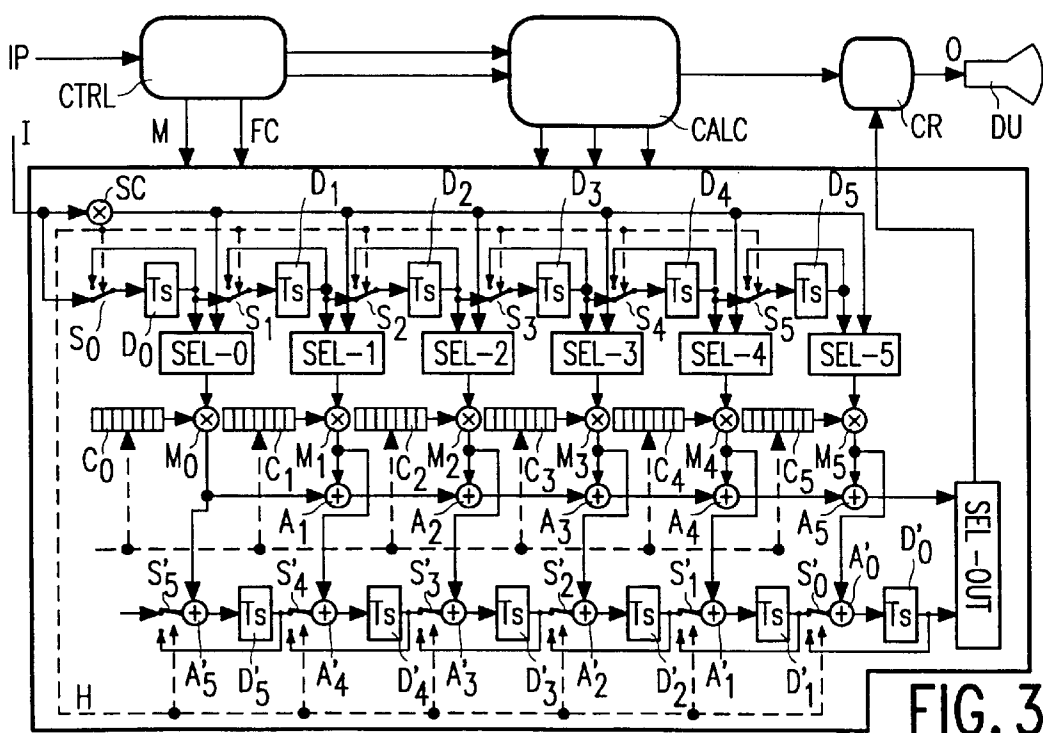 IP
CTRL
M
FC
CALC
O
CR
DU
I
SC
D1
D2
D3
D4
D5
Ts
Ts
Ts
Ts
Ts
Ts
S0
D0
S1
S2
S3
S4
S5
SEL-0
SEL-1
SEL-2
SEL-3
SEL-4
SEL-5
C0
M0
C1
M1
C2
M2
C3
M3
C4
M4
C5
M5
A1
A2
A3
A4
A5
SEL-OUT
S'5
S'4
S'3
S'2
S'1
S'0
A'0
D'0
Ts
Ts
Ts
Ts
Ts
Ts
A'5
D'5
A'4
D'4
A'3
D'3
A'2
D'2
A'1
D'1
H
FIG. 3